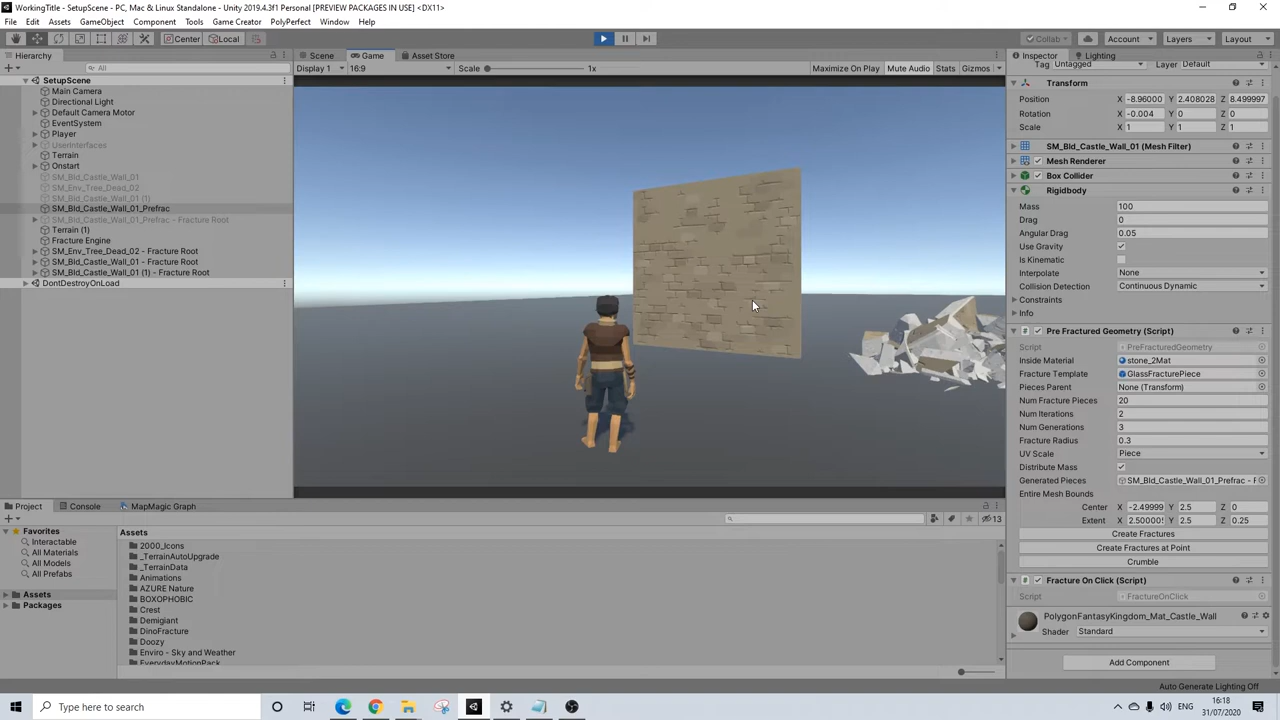 WorkingTitle - SetupScene - PC, Mac & Linux Standalone - Unity 2019.4.3f1 Personal [PREVIEW PACKAGES IN USE] <DX11>
File Edit Assets GameObject Component Tools Game Creator PolyPerfect Window Help
Center Local Collab Account Layers Layout
Hierarchy Scene Game Asset Store Inspector Lighting
All Display 1 16:9 Scale 1x Maximize On Play Mute Audio Stats Gizmos
Tag Untagged Layer Default
SetupScene
Main Camera
Directional Light
Default Camera Motor
EventSystem
Player
UserInterfaces
Terrain
Onstart
SM_Bld_Castle_Wall_01
SM_Env_Tree_Dead_02
SM_Bld_Castle_Wall_01 (1)
SM_Bld_Castle_Wall_01_Prefrac
SM_Bld_Castle_Wall_01_Prefrac - Fracture Root
Terrain (1)
Fracture Engine
SM_Env_Tree_Dead_02 - Fracture Root
SM_Bld_Castle_Wall_01 - Fracture Root
SM_Bld_Castle_Wall_01 (1) - Fracture Root
DontDestroyOnLoad
Transform
Position X -8.96000 Y 2.408028 Z 8.499997
Rotation X -0.004 Y 0 Z 0
Scale X 1 Y 1 Z 1
SM_Bld_Castle_Wall_01 (Mesh Filter)
Mesh Renderer
Box Collider
Rigidbody
Mass 100
Drag 0
Angular Drag 0.05
Use Gravity
Is Kinematic
Interpolate None
Collision Detection Continuous Dynamic
Constraints
Info
Pre Fractured Geometry (Script)
Script PreFracturedGeometry
Inside Material stone_2Mat
Fracture Template GlassFracturePiece
Pieces Parent None (Transform)
Num Fracture Pieces 20
Num Iterations 2
Num Generations 3
Fracture Radius 0.3
UV Scale Piece
Distribute Mass
Generated Pieces SM_Bld_Castle_Wall_01_Prefrac - F
Entire Mesh Bounds
Center X -2.49999 Y 2.5 Z 0
Extent X 2.50000 Y 2.5 Z 0.25
Create Fractures
Create Fractures at Point
Crumble
Fracture On Click (Script)
Script FractureOnClick
PolygonFantasyKingdom_Mat_Castle_Wall
Shader Standard
Add Component
Auto Generate Lighting Off
Project Console MapMagic Graph
13
Favorites
Interactable
All Materials
All Models
All Prefabs
Assets
Packages
Assets
2000_Icons
_TerrainAutoUpgrade
_TerrainData
Animations
AZURE Nature
BOXOPHOBIC
Crest
Demigiant
DinoFracture
Doozy
Enviro - Sky and Weather
EverydayMotionPack
Type here to search
16:18
31/07/2020